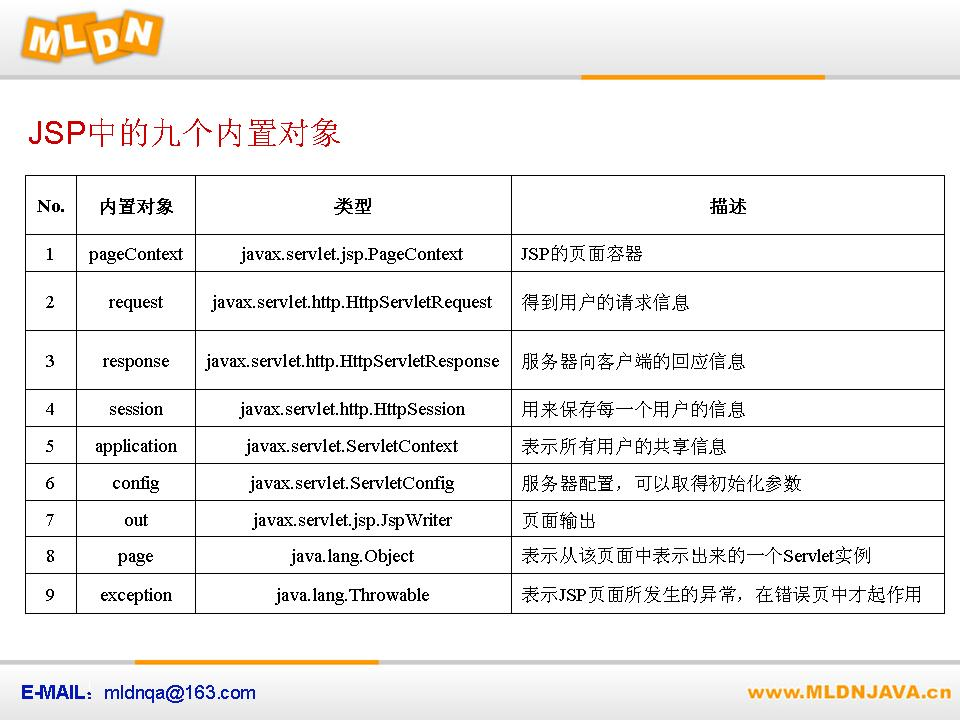 MLDN
JSP中的九个内置对象
No. 内置对象 类型 描述
1 pageContext javax.servlet.jsp.PageContext JSP的页面容器
2 request javax.servlet.http.HttpServletRequest 得到用户的请求信息
3 response javax.servlet.http.HttpServletResponse 服务器向客户端的回应信息
4 session javax.servlet.http.HttpSession 用来保存每一个用户的信息
5 application javax.servlet.ServletContext 表示所有用户的共享信息
6 config javax.servlet.ServletConfig 服务器配置，可以取得初始化参数
7 out javax.servlet.jsp.JspWriter 页面输出
8 page java.lang.Object 表示从该页面中表示出来的一个Servlet实例
9 exception java.lang.Throwable 表示JSP页面所发生的异常，在错误页中才起作用
E-MAIL：mldnqa@163.com www.MLDNJAVA.cn